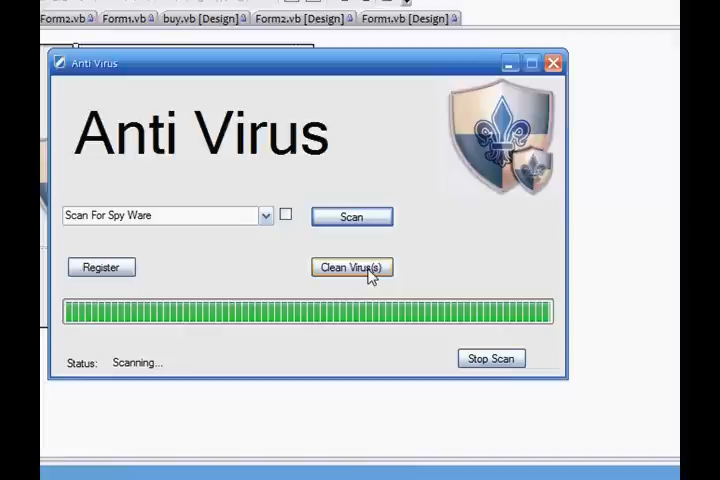 Form2.vb Form1.vb buy.vb [Design] Form2.vb [Design] Form1.vb [Design]
Anti Virus
Anti Virus
Scan For Spy Ware Scan
Register Clean Virus(s)
Status: Scanning... Stop Scan